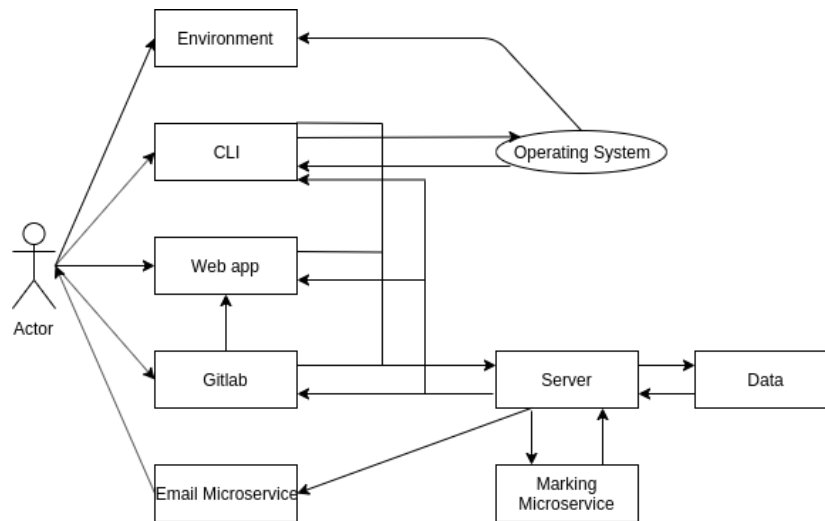 Environment
CLI
Operating System
Web app
Actor
Gitlab
Server
Data
Email Microservice
Marking
Microservice